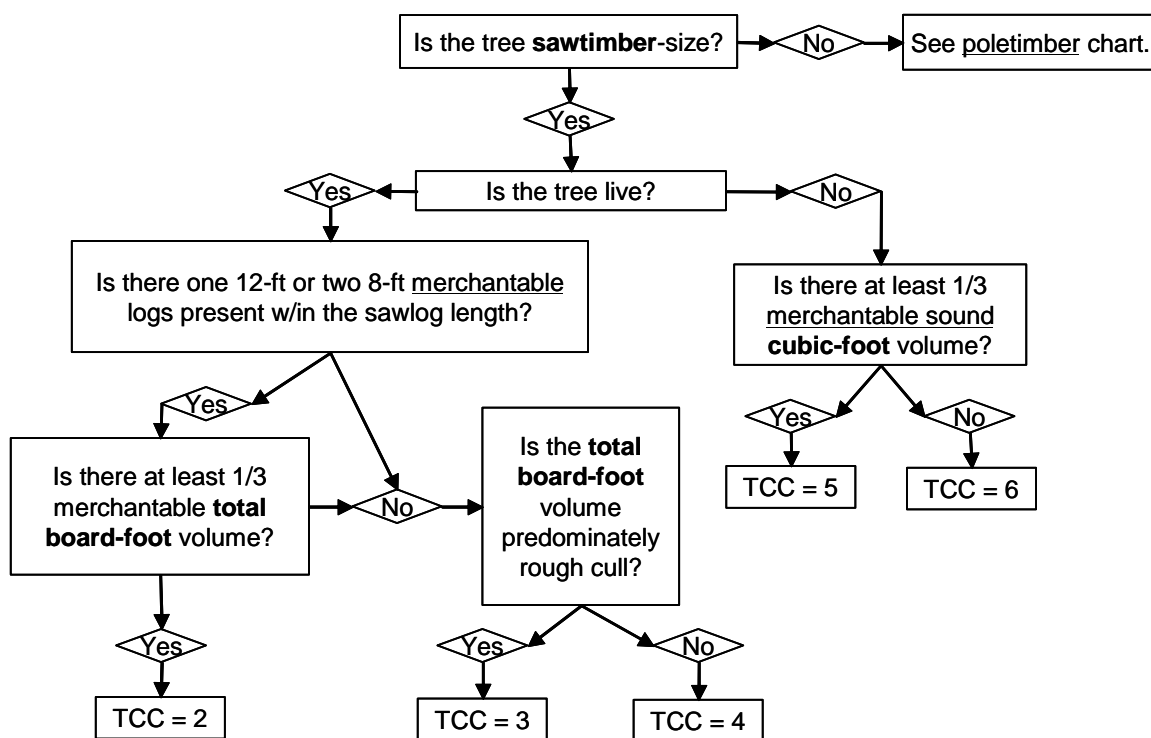 Is the tree sawtimber-size?
No
See poletimber chart.
Yes
Yes
Is the tree live?
No
Is there one 12-ft or two 8-ft merchantable
logs present w/in the sawlog length?
Is there at least 1/3
merchantable sound
cubic-foot volume?
Yes
No
TCC = 5
TCC = 6
Yes
Is there at least 1/3
merchantable total
board-foot volume?
No
Is the total
board-foot
volume
predominately
rough cull?
Yes
TCC = 2
Yes
No
TCC = 3
TCC = 4